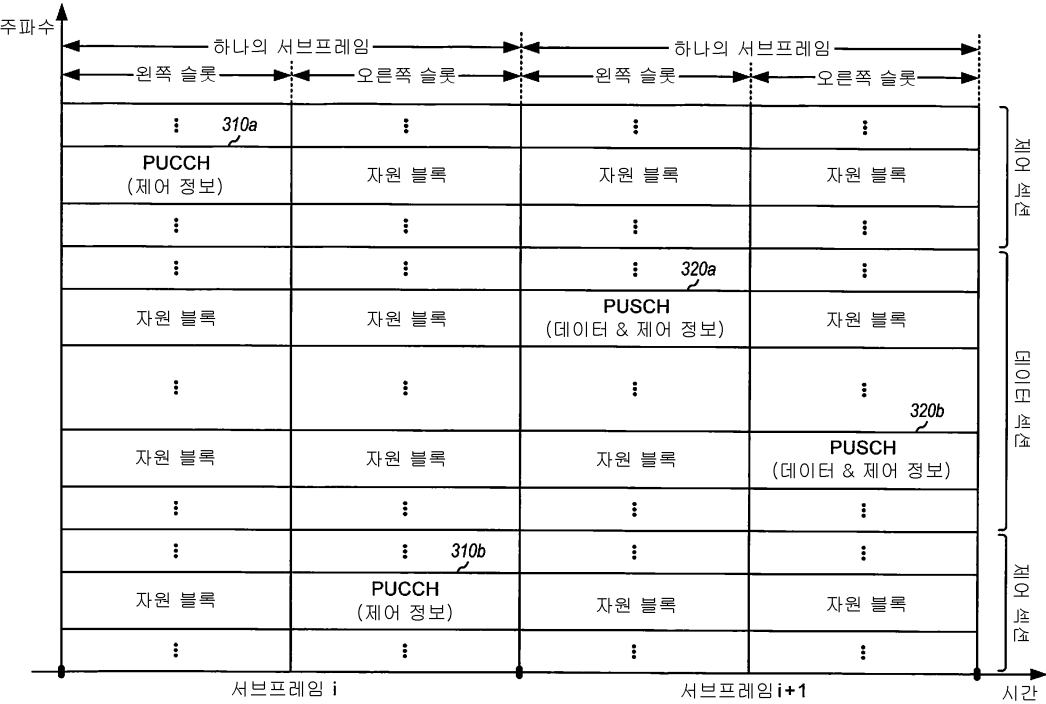 주파수
하나의 서브프레임 하나의 서브프레임
왼쪽 슬롯 오른쪽 슬롯 왼쪽 슬롯 오른쪽 슬롯
310a
PUCCH
(제어 정보) 자원 블록 자원 블록 자원 블록
제어 섹션
320a
자원 블록 자원 블록 PUSCH
(데이터 & 제어 정보) 자원 블록
데이터 섹션
320b
자원 블록 자원 블록 자원 블록 PUSCH
(데이터 & 제어 정보)
310b
자원 블록 PUCCH
(제어 정보) 자원 블록 자원 블록
제어 섹션
서브프레임 i 서브프레임 i+1 시간